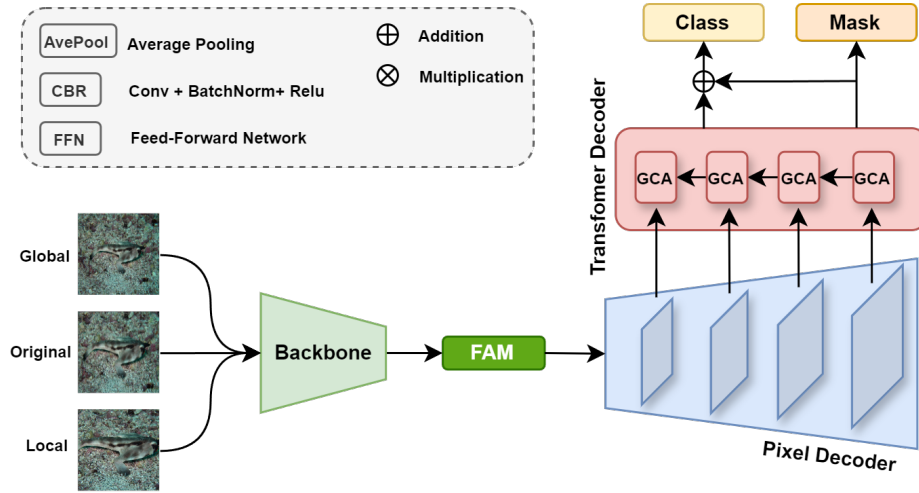 AvePool Average Pooling
CBR Conv + BatchNorm+ Relu
FFN Feed-Forward Network
Addition
Multiplication
Class
Mask
Transfomer Decoder
GCA GCA GCA GCA
Global
Original
Local
Backbone
FAM
Pixel Decoder